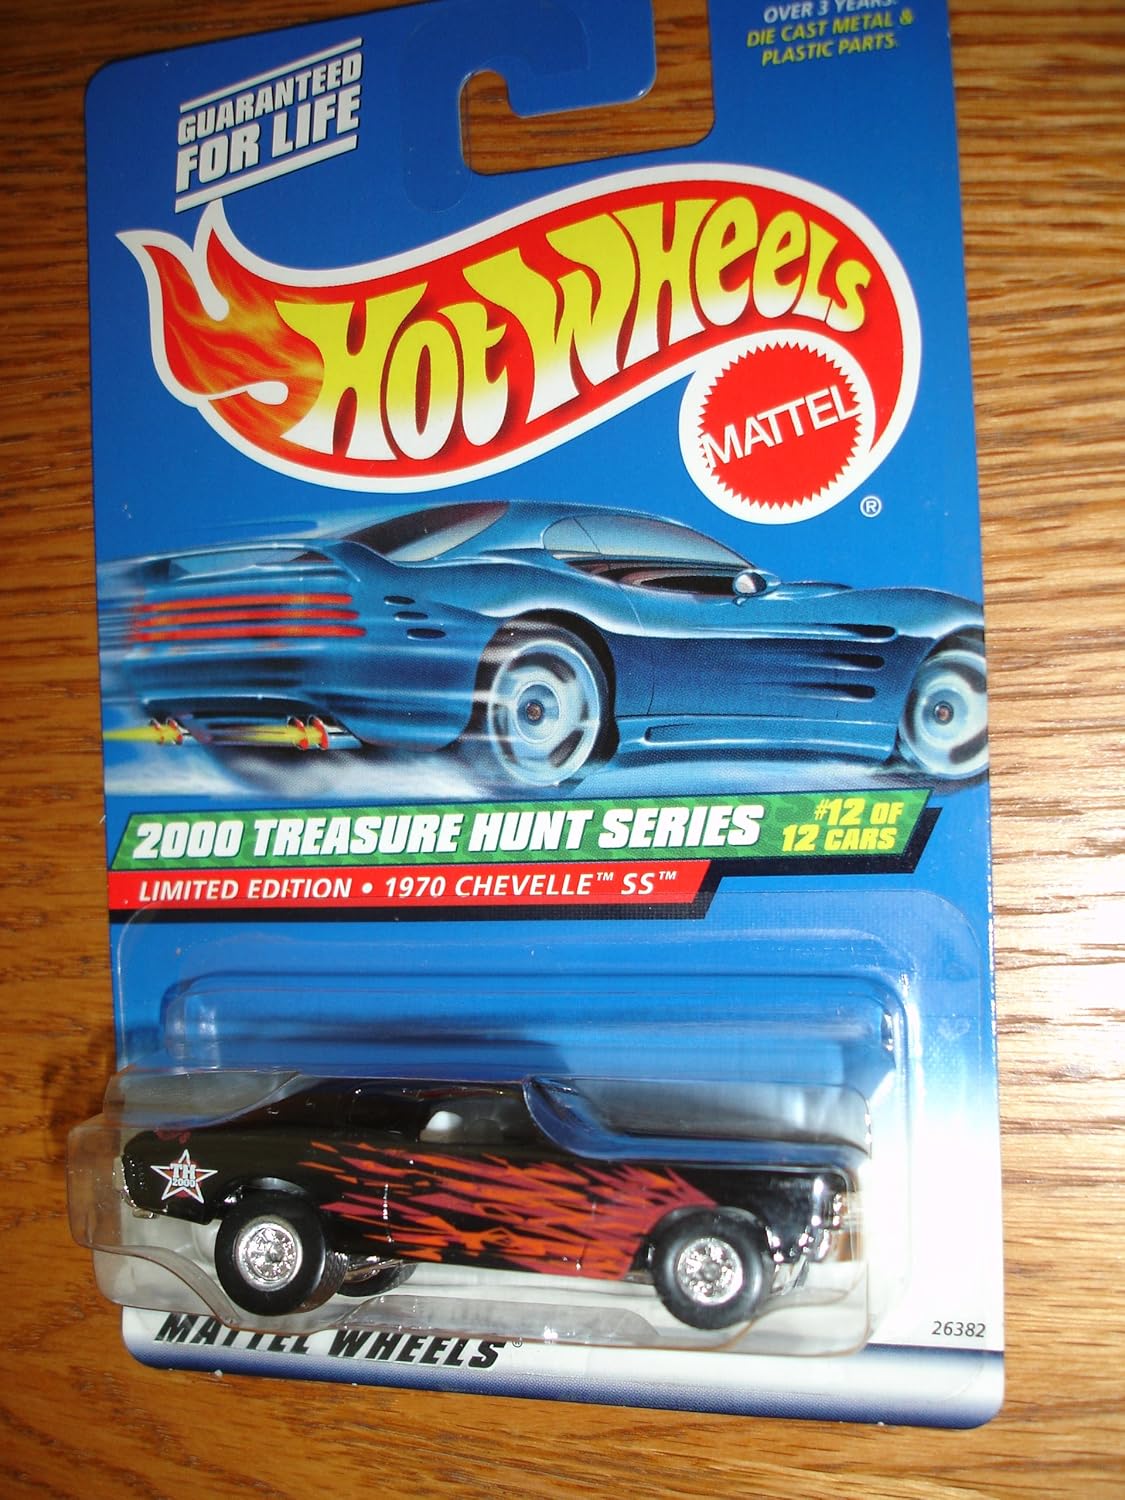 OVER 3 YEARS.
DIE CAST METAL &
PLASTIC PARTS.
GUARANTEED
FOR LIFE
HOT WHEELS
MATTEL
®
2000 TREASURE HUNT SERIES
#12 OF
12 CARS
LIMITED EDITION • 1970 CHEVELLE™ SS™
TH
2000
MATTEL WHEELS®
26382